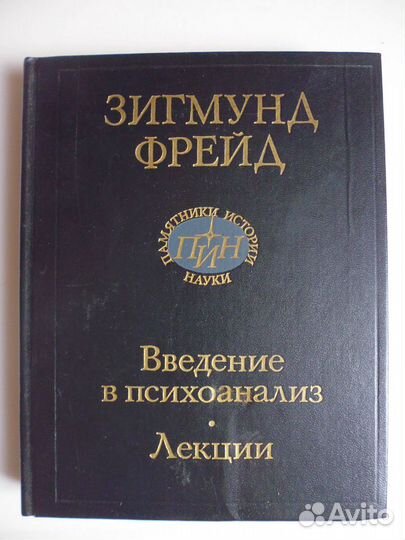 ЗИГМУНД
ФРЕЙД
ПАМЯТНИКИ ИСТОРИИ
ПИН
НАУКИ
Введение
в психоанализ
•
Лекции
Avito